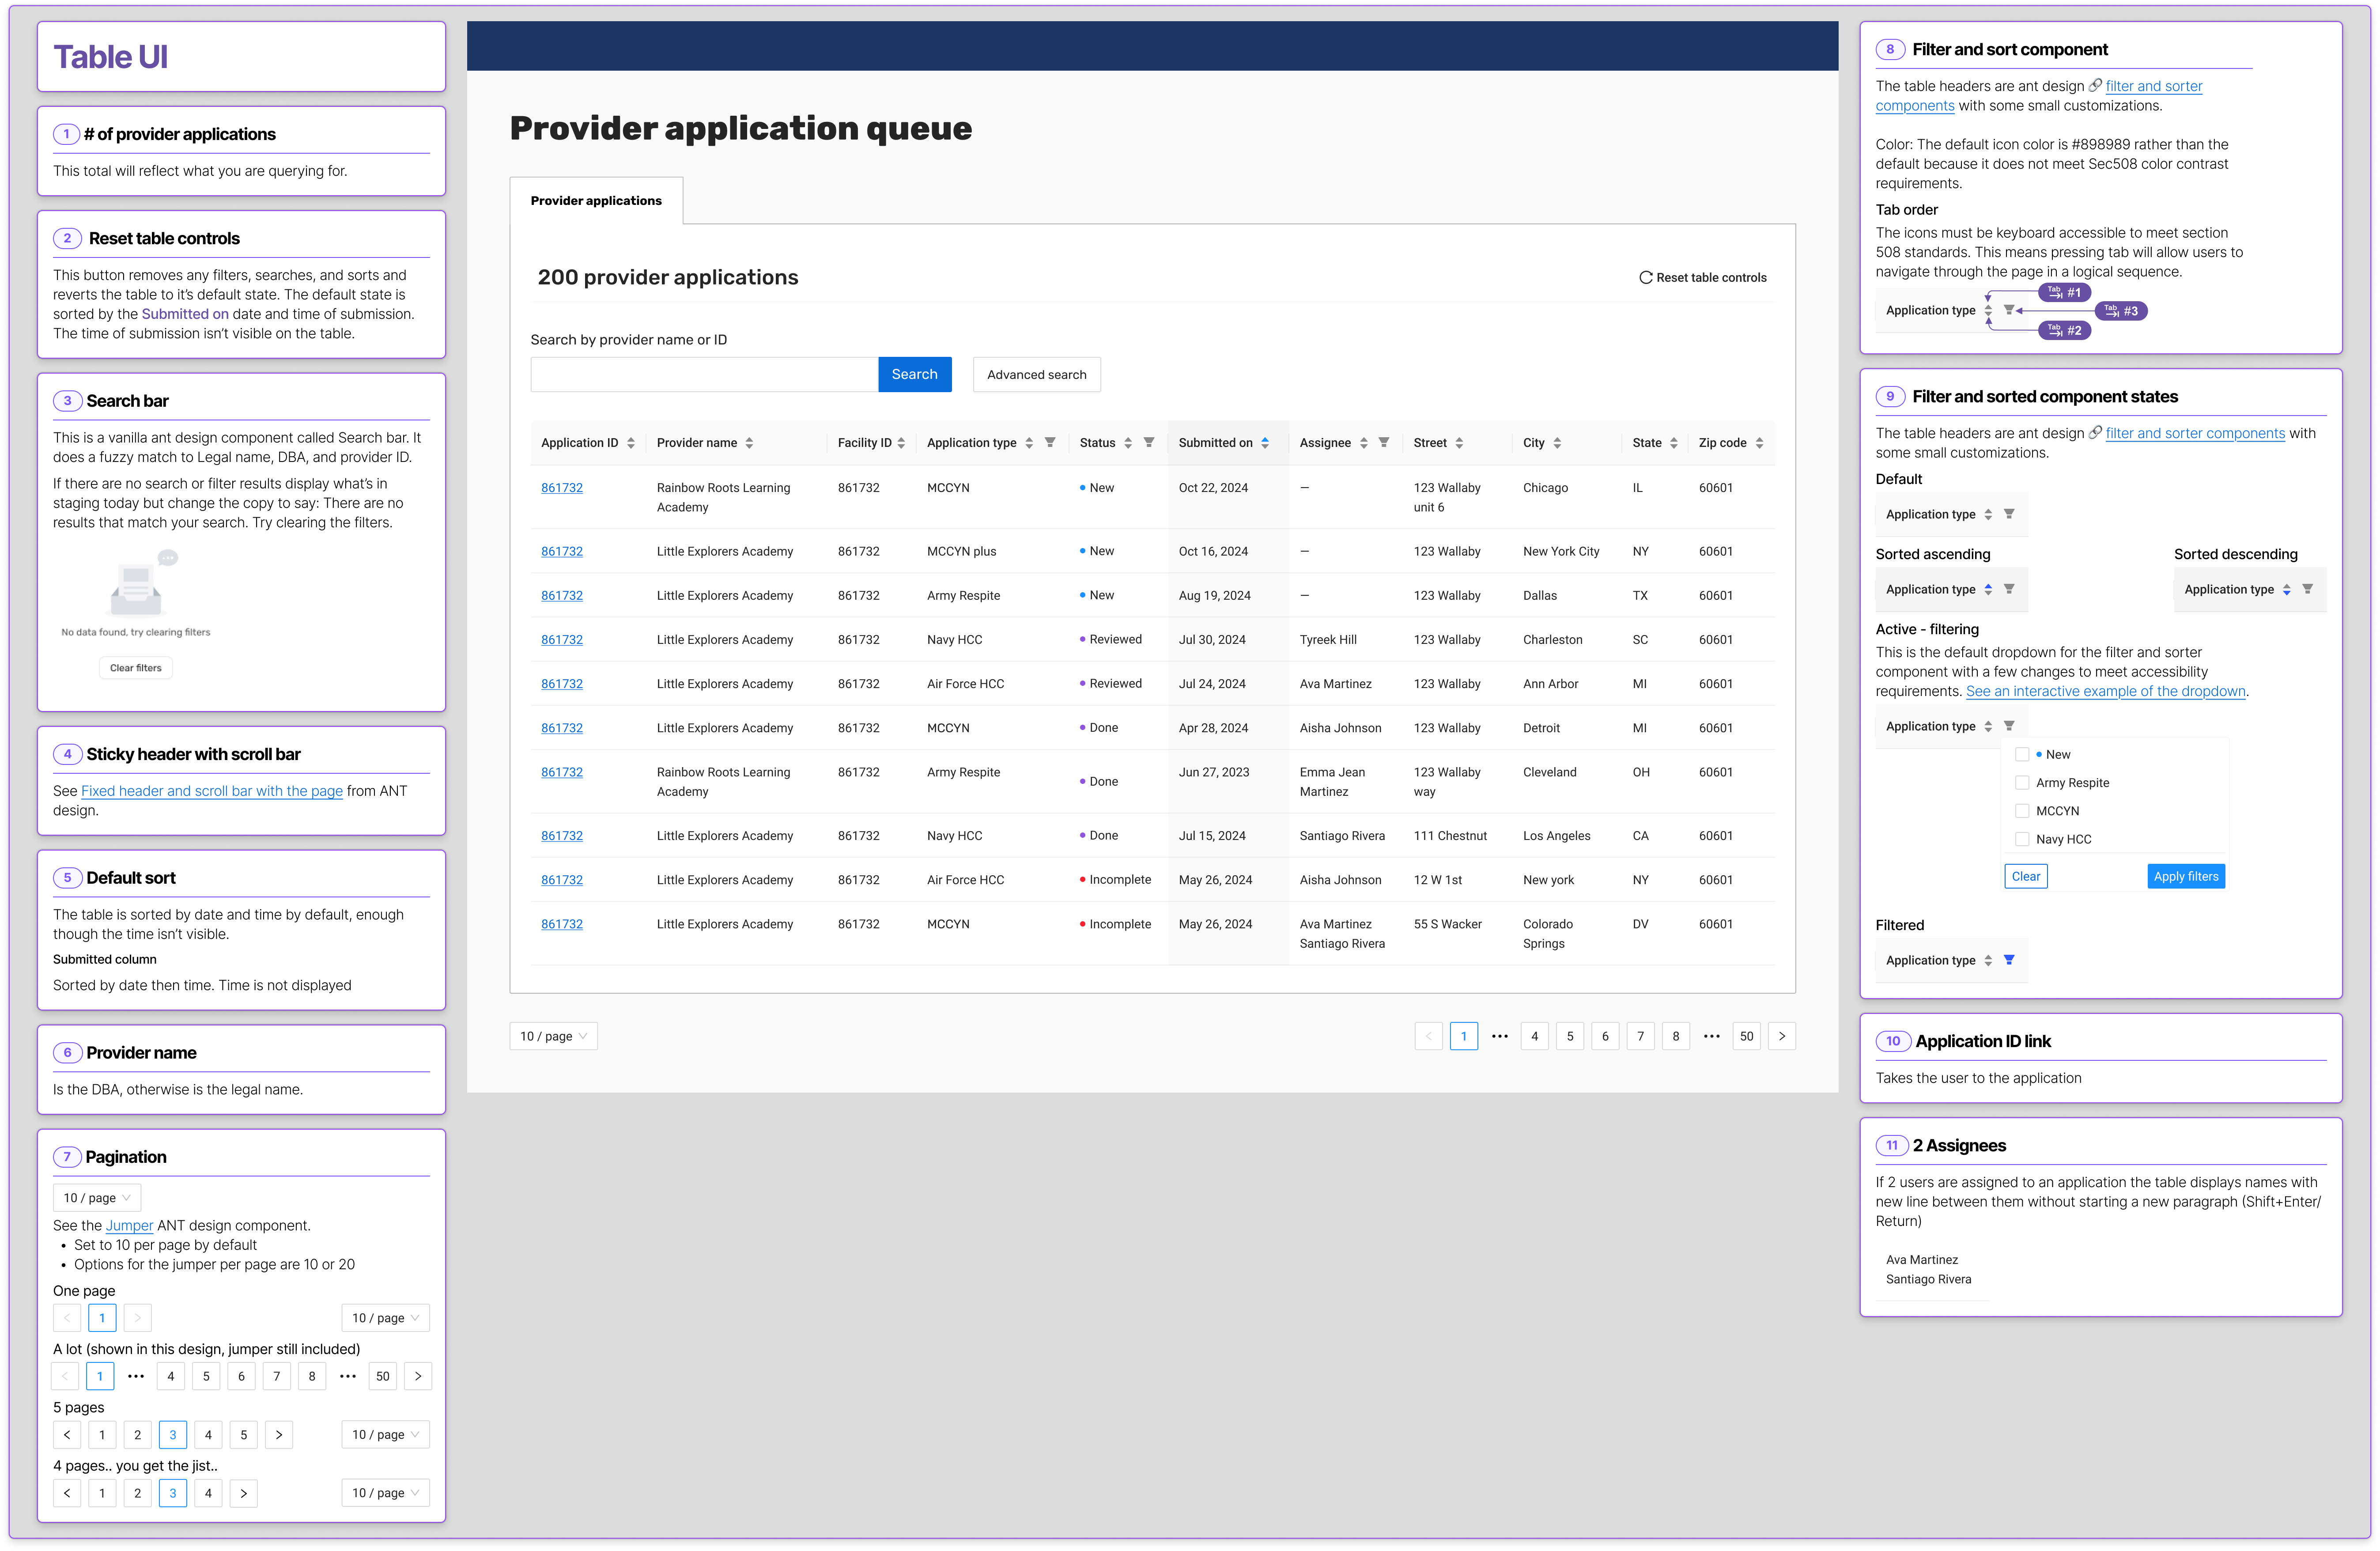 Table UI
1 # of provider applications
This total will reflect what you are querying for.
2 Reset table controls
This button removes any filters, searches, and sorts and
reverts the table to it's default state. The default state is
sorted by the Submitted on date and time of submission.
The time of submission isn't visible on the table.
3 Search bar
This is a vanilla ant design component called Search bar. It
does a fuzzy match to Legal name, DBA, and provider ID.
If there are no search or filter results display what's in
staging today but change the copy to say: There are no
results that match your search. Try clearing the filters.
No data found, try clearing filters
Clear filters
4 Sticky header with scroll bar
See Fixed header and scroll bar with the page from ANT
design.
5 Default sort
The table is sorted by date and time by default, enough
though the time isn't visible.
Submitted column
Sorted by date then time. Time is not displayed
6 Provider name
Is the DBA, otherwise is the legal name.
7 Pagination
10 / page
See the Jumper ANT design component.
• Set to 10 per page by default
• Options for the jumper per page are 10 or 20
One page
< 1 > 10 / page
A lot (shown in this design, jumper still included)
< 1 ••• 4 5 6 7 8 ••• 50 >
5 pages
< 1 2 3 4 5 > 10 / page
4 pages.. you get the jist..
< 1 2 3 4 > 10 / page
Provider application queue
Provider applications
200 provider applications
Reset table controls
Search by provider name or ID
Search Advanced search
Application ID Provider name Facility ID Application type Status Submitted on Assignee Street City State Zip code
861732 Rainbow Roots Learning 861732 MCCYN New Oct 22, 2024 — 123 Wallaby Chicago IL 60601
Academy unit 6
861732 Little Explorers Academy 861732 MCCYN plus New Oct 16, 2024 — 123 Wallaby New York City NY 60601
861732 Little Explorers Academy 861732 Army Respite New Aug 19, 2024 — 123 Wallaby Dallas TX 60601
861732 Little Explorers Academy 861732 Navy HCC Reviewed Jul 30, 2024 Tyreek Hill 123 Wallaby Charleston SC 60601
861732 Little Explorers Academy 861732 Air Force HCC Reviewed Jul 24, 2024 Ava Martinez 123 Wallaby Ann Arbor MI 60601
861732 Little Explorers Academy 861732 MCCYN Done Apr 28, 2024 Aisha Johnson 123 Wallaby Detroit MI 60601
861732 Rainbow Roots Learning 861732 Army Respite Done Jun 27, 2023 Emma Jean 123 Wallaby Cleveland OH 60601
Academy Martinez way
861732 Little Explorers Academy 861732 Navy HCC Done Jul 15, 2024 Santiago Rivera 111 Chestnut Los Angeles CA 60601
861732 Little Explorers Academy 861732 Air Force HCC Incomplete May 26, 2024 Aisha Johnson 12 W 1st New york NY 60601
861732 Little Explorers Academy 861732 MCCYN Incomplete May 26, 2024 Ava Martinez 55 S Wacker Colorado DV 60601
Santiago Rivera Springs
10 / page
< 1 ••• 4 5 6 7 8 ••• 50 >
8 Filter and sort component
The table headers are ant design 🔗 filter and sorter
components with some small customizations.
Color: The default icon color is #898989 rather than the
default because it does not meet Sec508 color contrast
requirements.
Tab order
The icons must be keyboard accessible to meet section
508 standards. This means pressing tab will allow users to
navigate through the page in a logical sequence.
Tab #1
Application type
Tab #3
Tab #2
9 Filter and sorted component states
The table headers are ant design 🔗 filter and sorter components with
some small customizations.
Default
Application type
Sorted ascending Sorted descending
Application type Application type
Active - filtering
This is the default dropdown for the filter and sorter
component with a few changes to meet accessibility
requirements. See an interactive example of the dropdown.
Application type
New
Army Respite
MCCYN
Navy HCC
Clear Apply filters
Filtered
Application type
10 Application ID link
Takes the user to the application
11 2 Assignees
If 2 users are assigned to an application the table displays names with
new line between them without starting a new paragraph (Shift+Enter/
Return)
Ava Martinez
Santiago Rivera